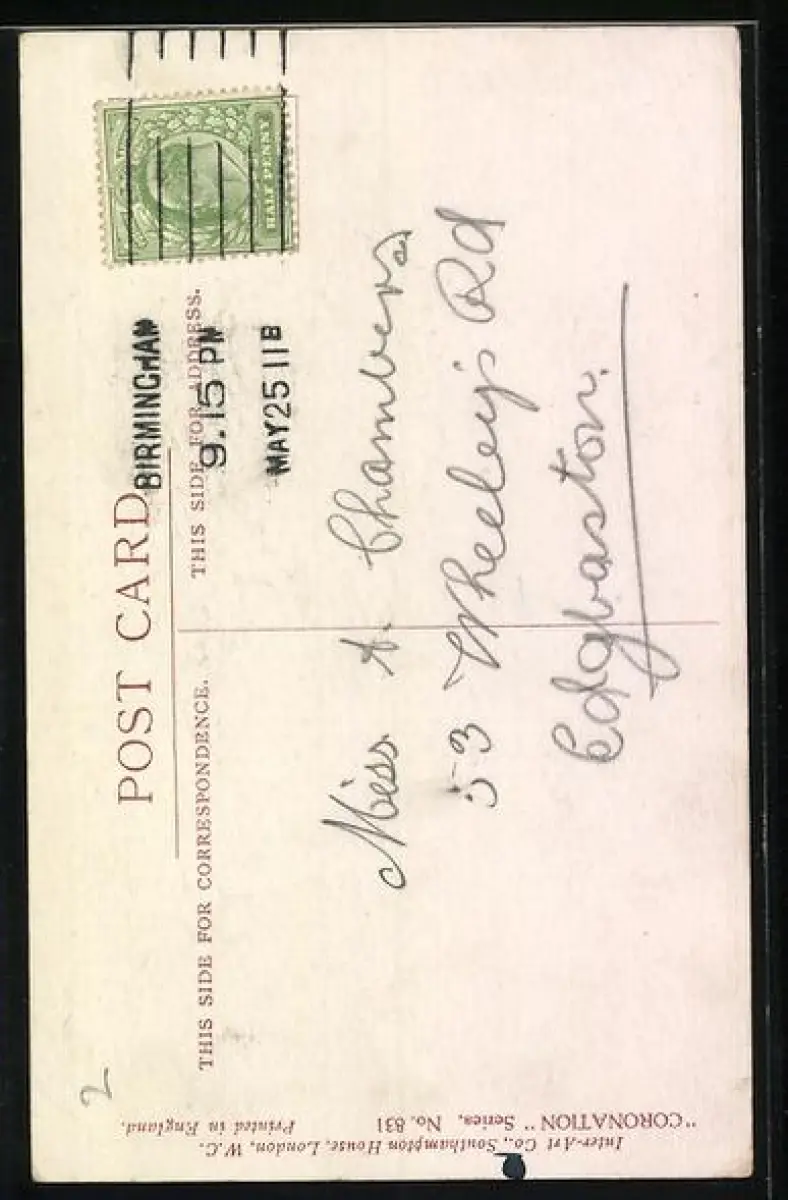 POST CARD
THIS SIDE FOR CORRESPONDENCE.
THIS SIDE FOR ADDRESS.
HALF PENNY
BIRMINGHAM
9.15 PM
MAY 25 11 B
Miss A. Chambers
53 Wheeley's Rd
Edgbaston.
2
"CORONATION" Series, No. 831 Printed in England.
Inter-Art Co., Southampton House, London, W.C.